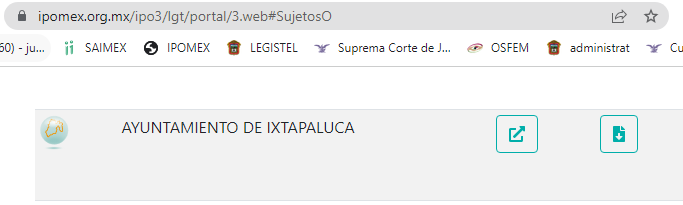 ipomex.org.mx/ipo3/lgt/portal/3.web#SujetosO
60) - ju... SAIMEX IPOMEX LEGISTEL Suprema Corte de J... OSFEM administrat Cu
AYUNTAMIENTO DE IXTAPALUCA